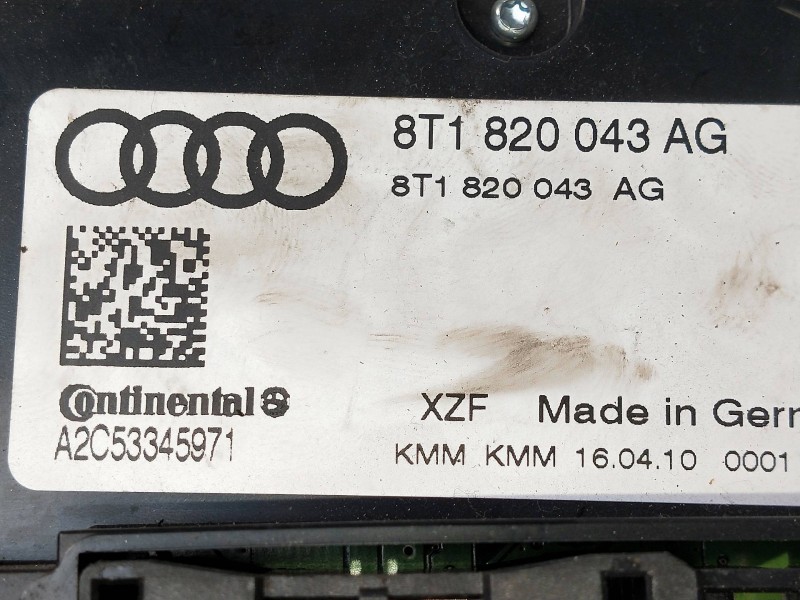 8T1 820 043 AG
8T1 820 043 AG
Continental
A2C53345971
XZF Made in Germ
KMM KMM 16.04.10 0001